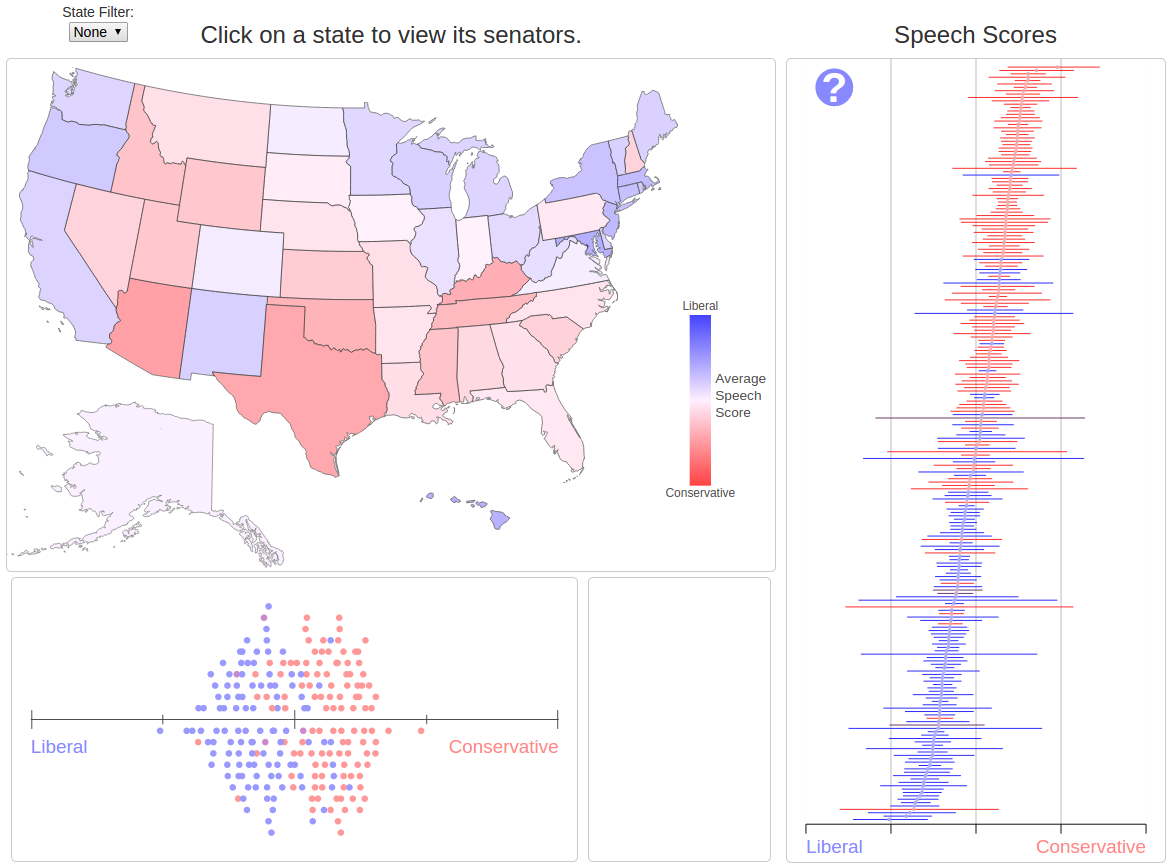 State Filter:
None ▼
Click on a state to view its senators.
Speech Scores
?
Liberal
Average
Speech
Score
Conservative
Liberal
Conservative
Liberal
Conservative